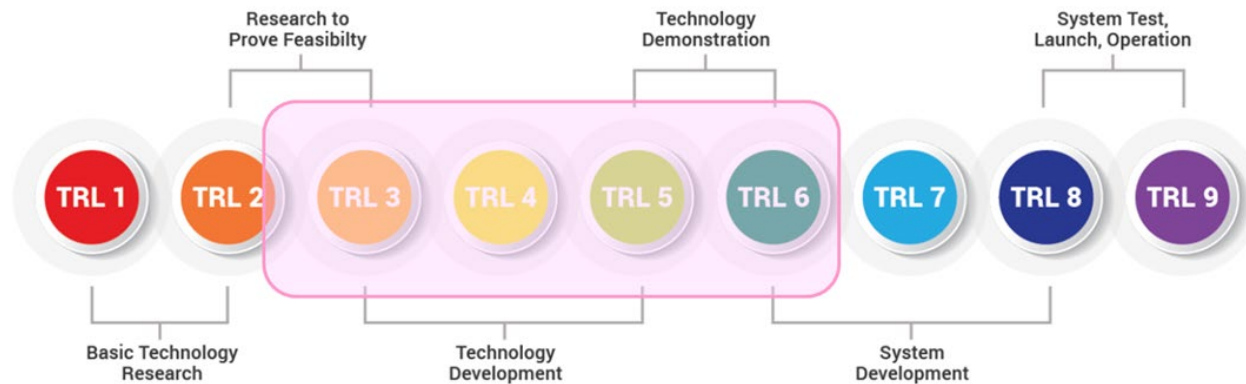 Research to
Prove Feasibilty
Technology
Demonstration
System Test,
Launch, Operation
TRL 1
TRL 2
TRL 3
TRL 4
TRL 5
TRL 6
TRL 7
TRL 8
TRL 9
Basic Technology
Research
Technology
Development
System
Development